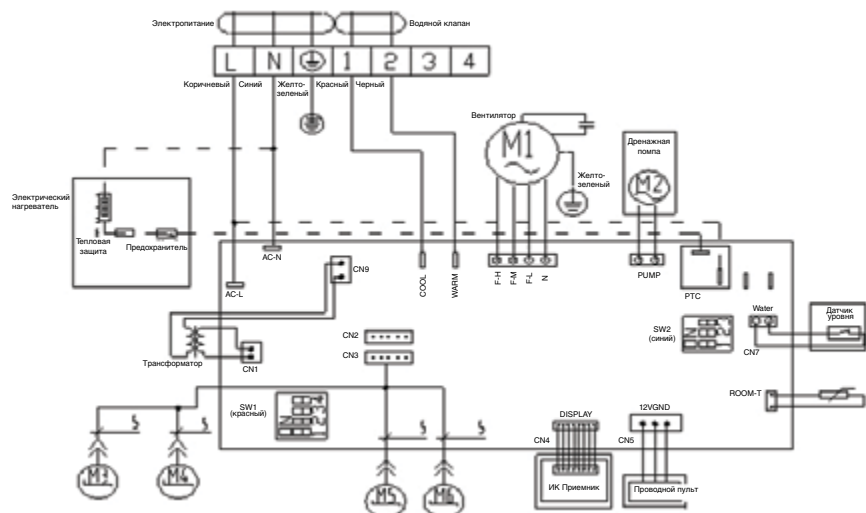 Электропитание
Водяной клапан
L N 1 2 3 4
Коричневый Синий Желто-зеленый Красный Черный
Вентилятор
M1
Желто-зеленый
Дренажная помпа
M2
Электрический нагреватель
Тепловая защита
Предохранитель
AC-N
AC-L
CN9
COOL
WARM
F-H
F-M
F-L
N
PUMP
PTC
Water
Датчик уровня
SW2
(синий)
CN7
CN2
CN3
Трансформатор
CN1
SW1
(красный)
ROOM-T
DISPLAY
12VGND
CN4
CN5
ИК Приемник
Проводной пульт
M3
M4
M5
M6